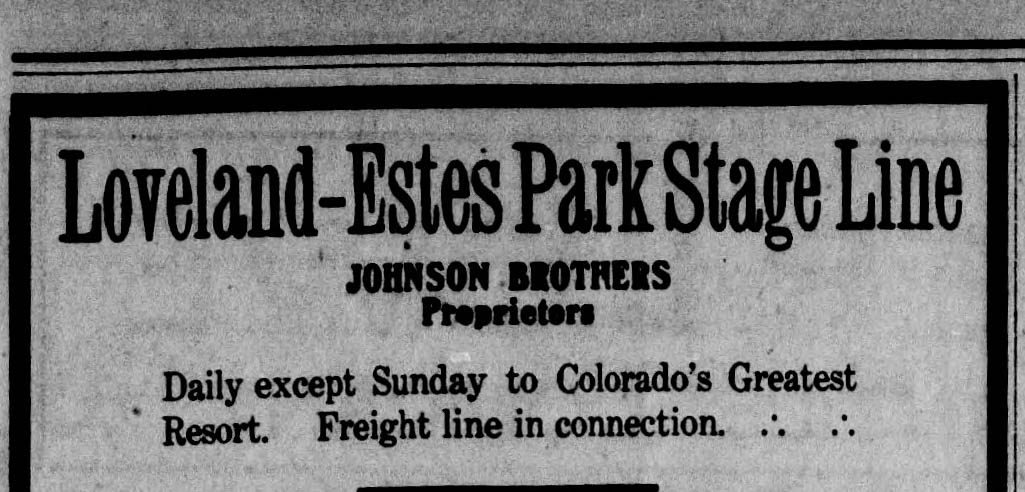 Loveland-Estes Park Stage Line
JOHNSON BROTHERS
Proprietors
Daily except Sunday to Colorado's Greatest
Resort. Freight line in connection. .·. .·.